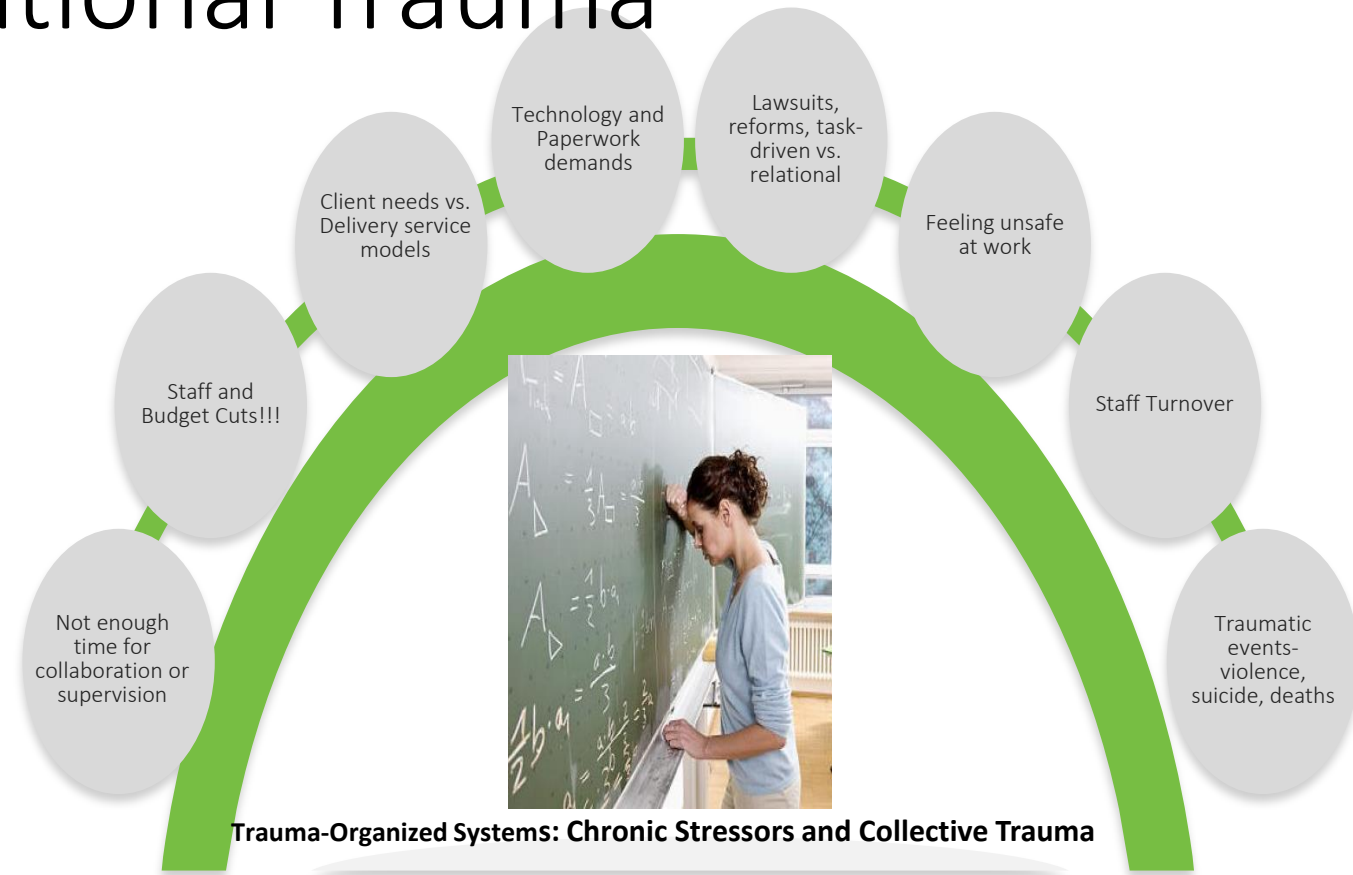 itional Trauma
Technology and
Paperwork
demands
Lawsuits,
reforms, task-
driven vs.
relational
Client needs vs.
Delivery service
models
Feeling unsafe
at work
Staff and
Budget Cuts!!!
Staff Turnover
Not enough
time for
collaboration or
supervision
Traumatic
events-
violence,
suicide, deaths
Trauma-Organized Systems: Chronic Stressors and Collective Trauma